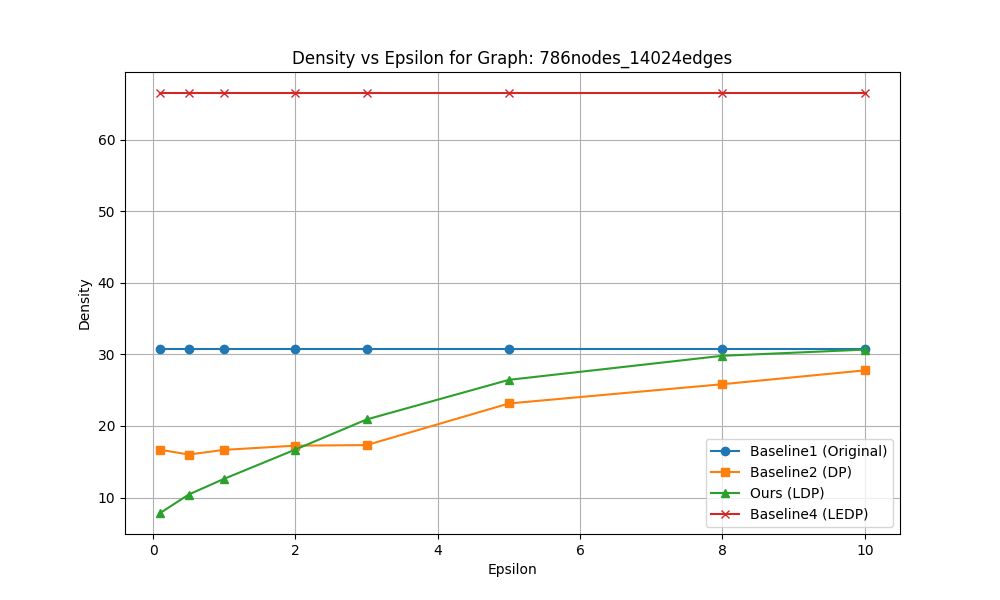 Density vs Epsilon for Graph: 786nodes_14024edges
Density
60
50
40
30
20
10
0
2
4
6
8
10
Epsilon
Baseline1 (Original)
Baseline2 (DP)
Ours (LDP)
Baseline4 (LEDP)